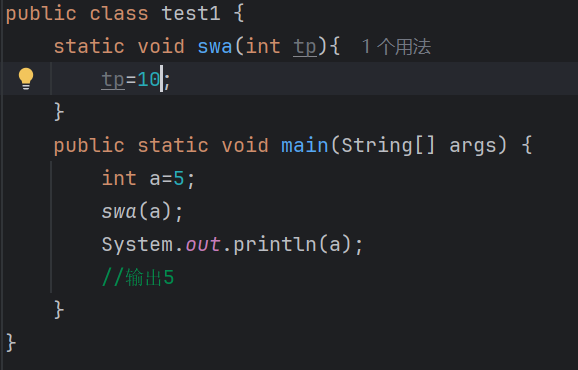 public class test1 {
static void swa(int tp){ 1 个用法
tp=10;
}
public static void main(String[] args) {
int a=5;
swa(a);
System.out.println(a);
//输出5
}
}